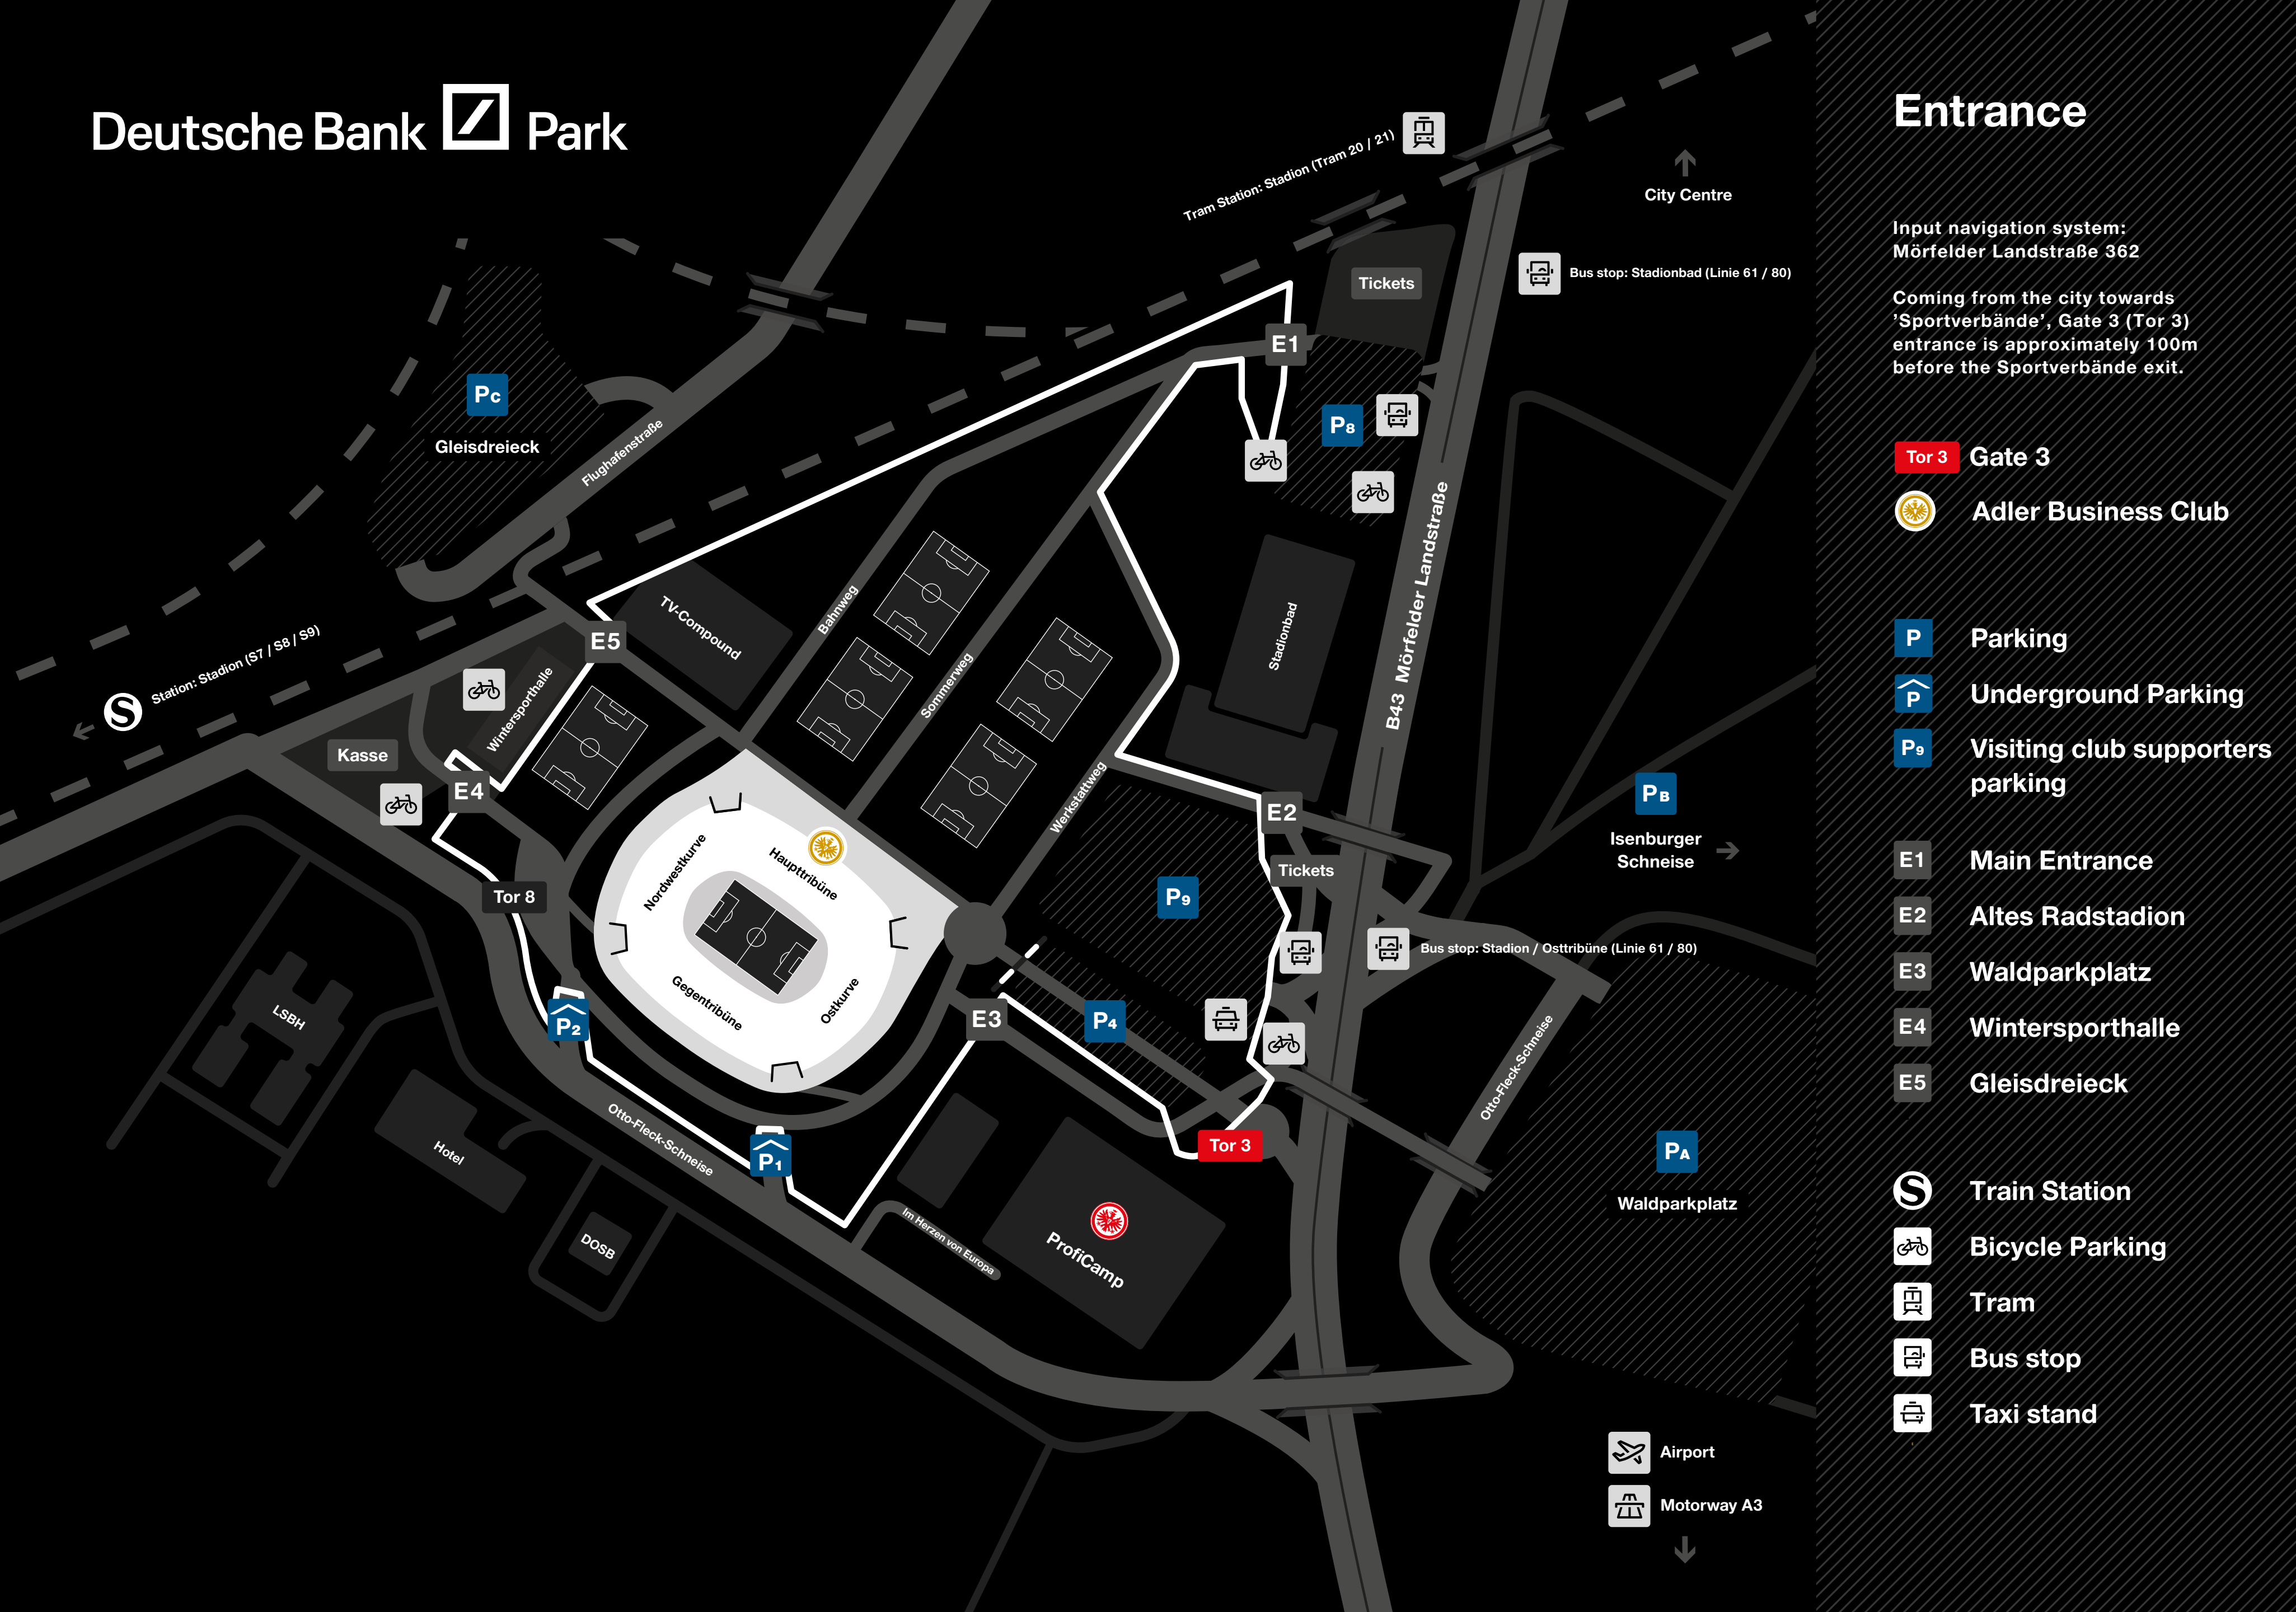 Deutsche Bank Park
Tram Station: Stadion (Tram 20 / 21)
City Centre
Tickets
Bus stop: Stadionbad (Linie 61 / 80)
E1
Pc
Gleisdreieck
Flughafenstraße
P8
B43 Mörfelder Landstraße
Station: Stadion (S7 / S8 / S9)
S
E5
TV-Compound
Bahnweg
Sommerweg
Stadionbad
Wintersporthalle
Kasse
E4
Werkstattweg
E2
Tickets
PB
Isenburger
Schneise
Nordwestkurve
Haupttribüne
Gegentribüne
Ostkurve
Tor 8
P9
Bus stop: Stadion / Osttribüne (Linie 61 / 80)
LSBH
P2
E3
P4
Otto-Fleck-Schneise
Tor 3
PA
Waldparkplatz
Hotel
Otto-Fleck-Schneise
P1
DOSB
Im Herzen von Europa
ProfiCamp
Airport
Motorway A3
Entrance
Input navigation system:
Mörfelder Landstraße 362
Coming from the city towards
’Sportverbände’, Gate 3 (Tor 3)
entrance is approximately 100m
before the Sportverbände exit.
Tor 3 Gate 3
Adler Business Club
P Parking
P Underground Parking
P9 Visiting club supporters
parking
E1 Main Entrance
E2 Altes Radstadion
E3 Waldparkplatz
E4 Wintersporthalle
E5 Gleisdreieck
S Train Station
Bicycle Parking
Tram
Bus stop
Taxi stand